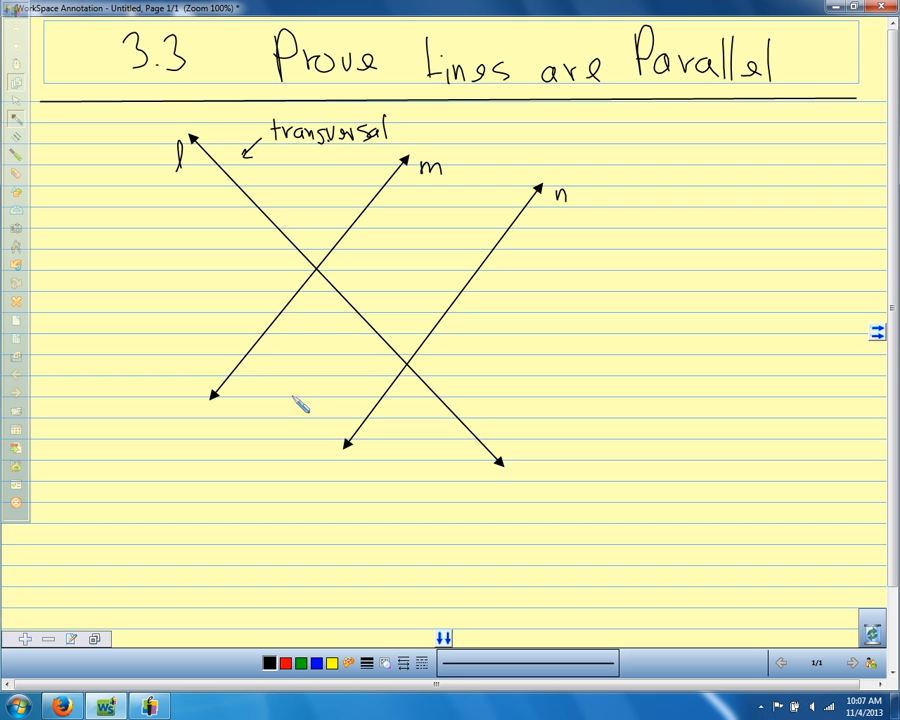 WorkSpace Annotation - Untitled, Page 1/1 (Zoom 100%) *
3.3 Prove Lines are Parallel
transversal
l
m
n
1/1
10:07 AM
11/4/2013